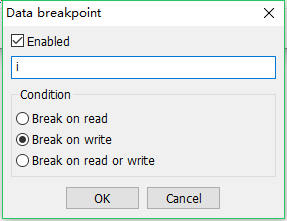 Data breakpoint
Enabled
i
Condition
Break on read
Break on write
Break on read or write
OK Cancel